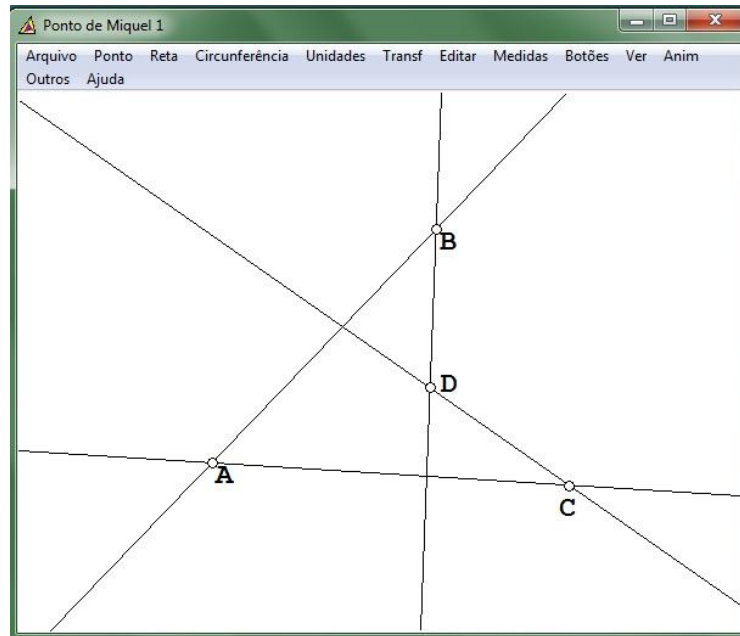 Ponto de Miquel 1
Arquivo Ponto Reta Circunferência Unidades Transf Editar Medidas Botões Ver Anim
Outros Ajuda
B
D
A
C